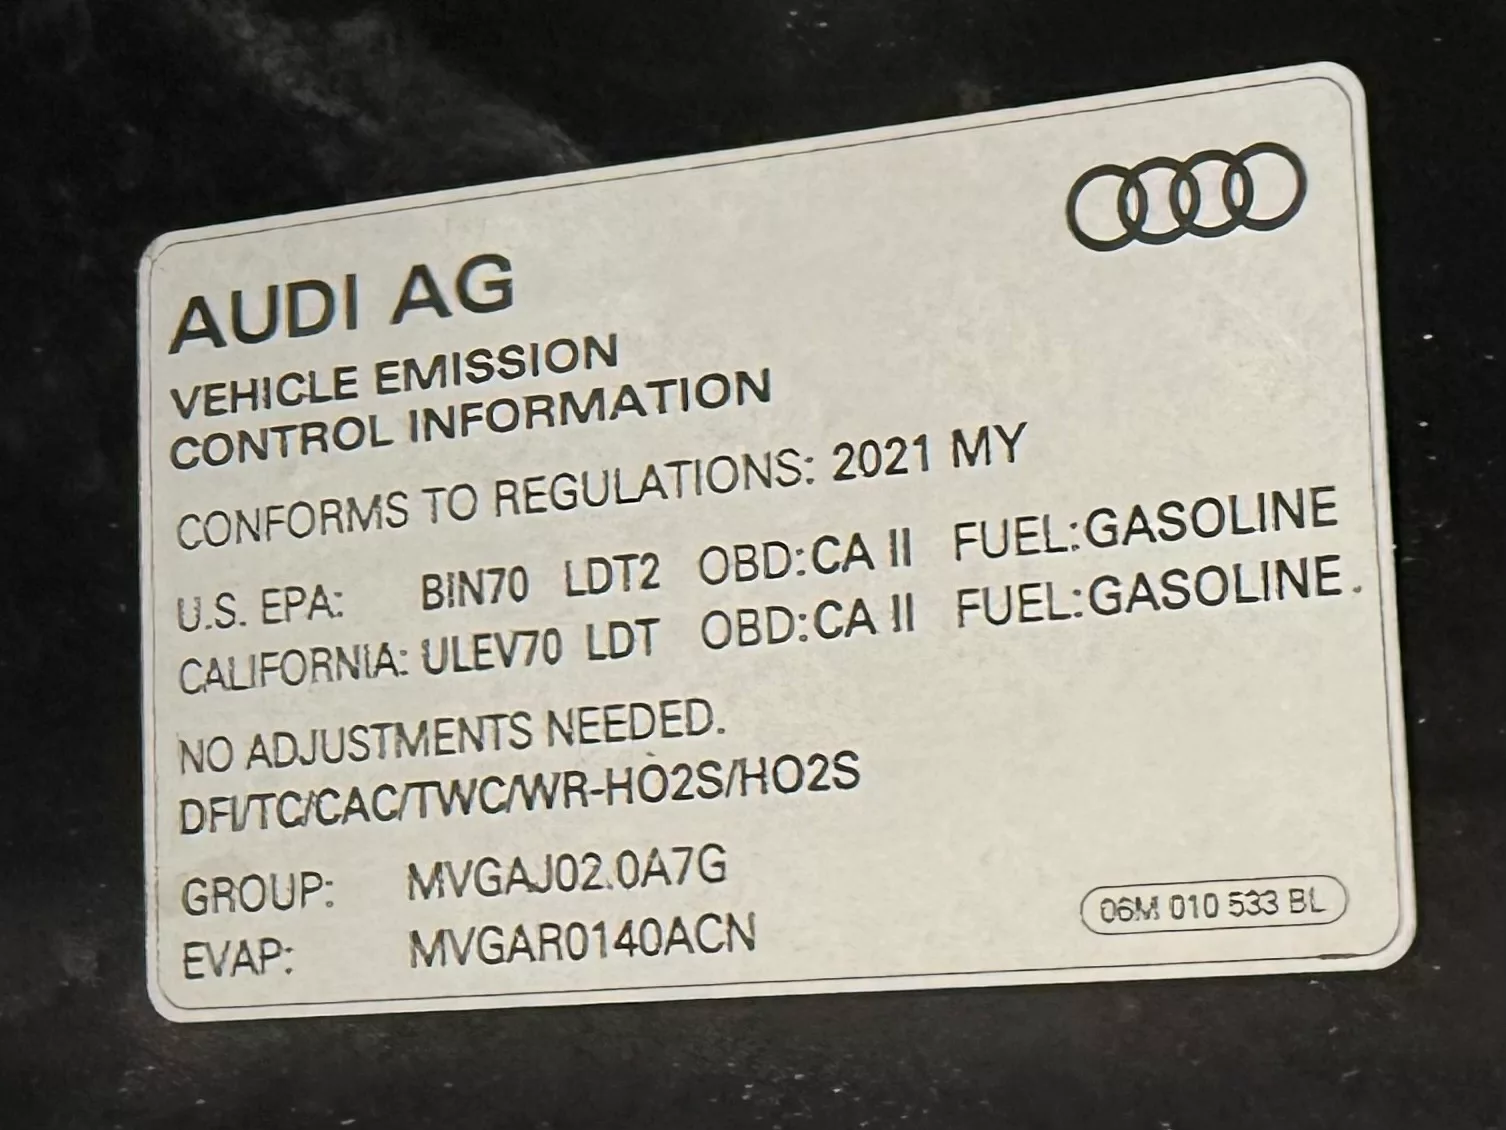 AUDI AG
VEHICLE EMISSION
CONTROL INFORMATION
CONFORMS TO REGULATIONS: 2021 MY
U.S. EPA: BIN70 LDT2 OBD:CA II FUEL:GASOLINE
CALIFORNIA: ULEV70 LDT OBD:CA II FUEL:GASOLINE.
NO ADJUSTMENTS NEEDED.
DFI/TC/CAC/TWC/WR-HO2S/HO2S
GROUP: MVGAJ02.0A7G
EVAP: MVGAR0140ACN
06M 010 533 BL